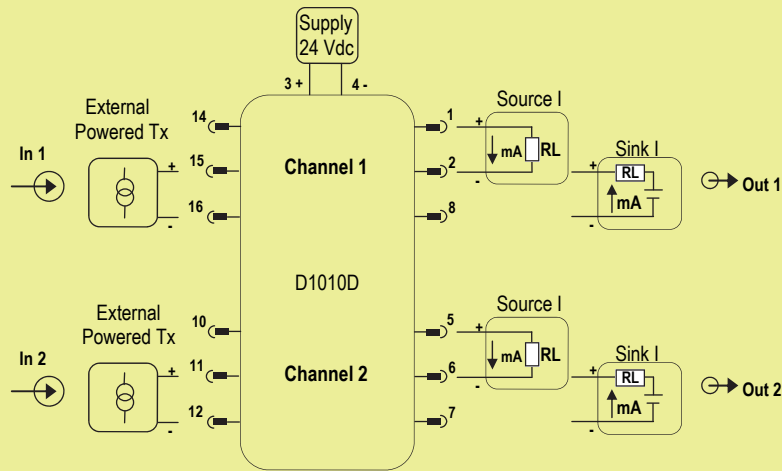 Supply
24 Vdc
3 + 4 -
External
Powered Tx
In 1
+
-
14
15
16
Channel 1
1
2
8
Source I
+
-
mA RL
Sink I
+
-
RL
mA
Out 1
D1010D
External
Powered Tx
In 2
+
-
10
11
12
Channel 2
5
6
7
Source I
+
-
mA RL
Sink I
+
-
RL
mA
Out 2